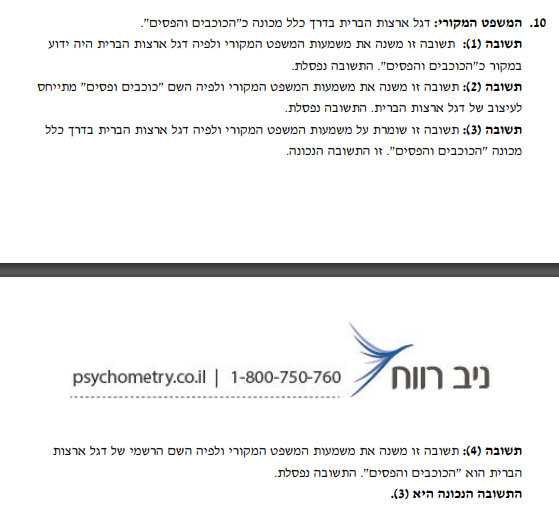 10. המשפט המקורי: דגל ארצות הברית בדרך כלל מכונה כ"הכוכבים והפסים".
תשובה (1): תשובה זו משנה את משמעות המשפט המקורי ולפיה דגל ארצות הברית היה ידוע
במקור כ"הכוכבים והפסים". התשובה נפסלת.
תשובה (2): תשובה זו משנה את משמעות המשפט המקורי ולפיה השם "כוכבים ופסים" מתייחס
לעיצוב של דגל ארצות הברית. התשובה נפסלת.
תשובה (3): תשובה זו שומרת על משמעות המשפט המקורי ולפיה דגל ארצות הברית בדרך כלל
מכונה "הכוכבים והפסים". זו התשובה הנכונה.
ניב רווח
psychometry.co.il | 1-800-750-760
תשובה (4): תשובה זו משנה את משמעות המשפט המקורי ולפיה השם הרשמי של דגל ארצות
הברית הוא "הכוכבים והפסים". התשובה נפסלת.
התשובה הנכונה היא (3).